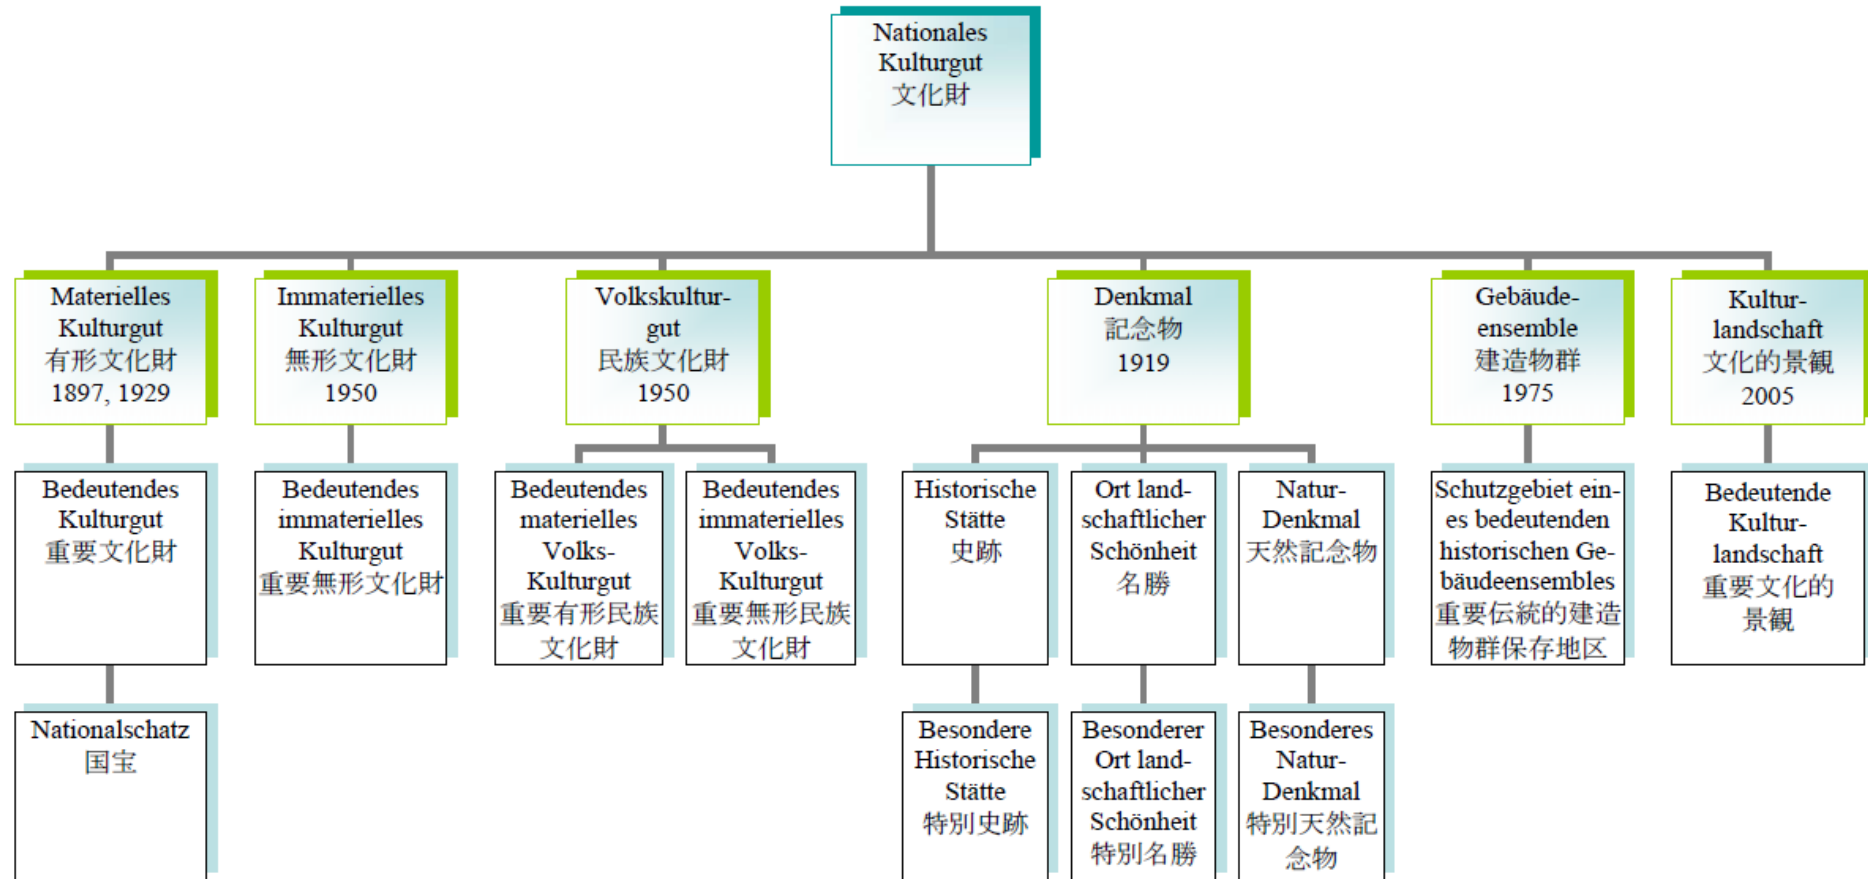 Nationales
Kulturgut
文化財
Materielles
Kulturgut
有形文化財
1897, 1929
Immaterielles
Kulturgut
無形文化財
1950
Volkskultur-
gut
民族文化財
1950
Denkmal
記念物
1919
Gebäude-
ensemble
建造物群
1975
Kultur-
landschaft
文化的景観
2005
Bedeutendes
Kulturgut
重要文化財
Bedeutendes
immaterielles
Kulturgut
重要無形文化財
Bedeutendes
materielles
Volks-
Kulturgut
重要有形民族
文化財
Bedeutendes
immaterielles
Volks-
Kulturgut
重要無形民族
文化財
Historische
Stätte
史跡
Ort land-
schaftlicher
Schönheit
名勝
Natur-
Denkmal
天然記念物
Schutzgebiet ein-
es bedeutenden
historischen Ge-
bäudeensembles
重要伝統的建造
物群保存地区
Bedeutende
Kultur-
landschaft
重要文化的
景観
Nationalschatz
国宝
Besondere
Historische
Stätte
特別史跡
Besonderer
Ort land-
schaftlicher
Schönheit
特別名勝
Besonderes
Natur-
Denkmal
特別天然記
念物